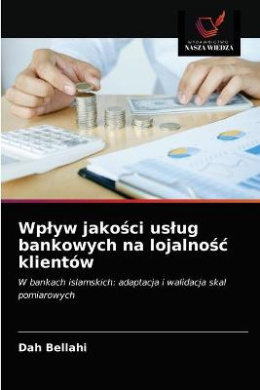 WYDAWNICTWO
NASZA WIEDZA
Wpływ jakości usług
bankowych na lojalność
klientów
W bankach islamskich: adaptacja i walidacja skal
pomiarowych
Dah Bellahi